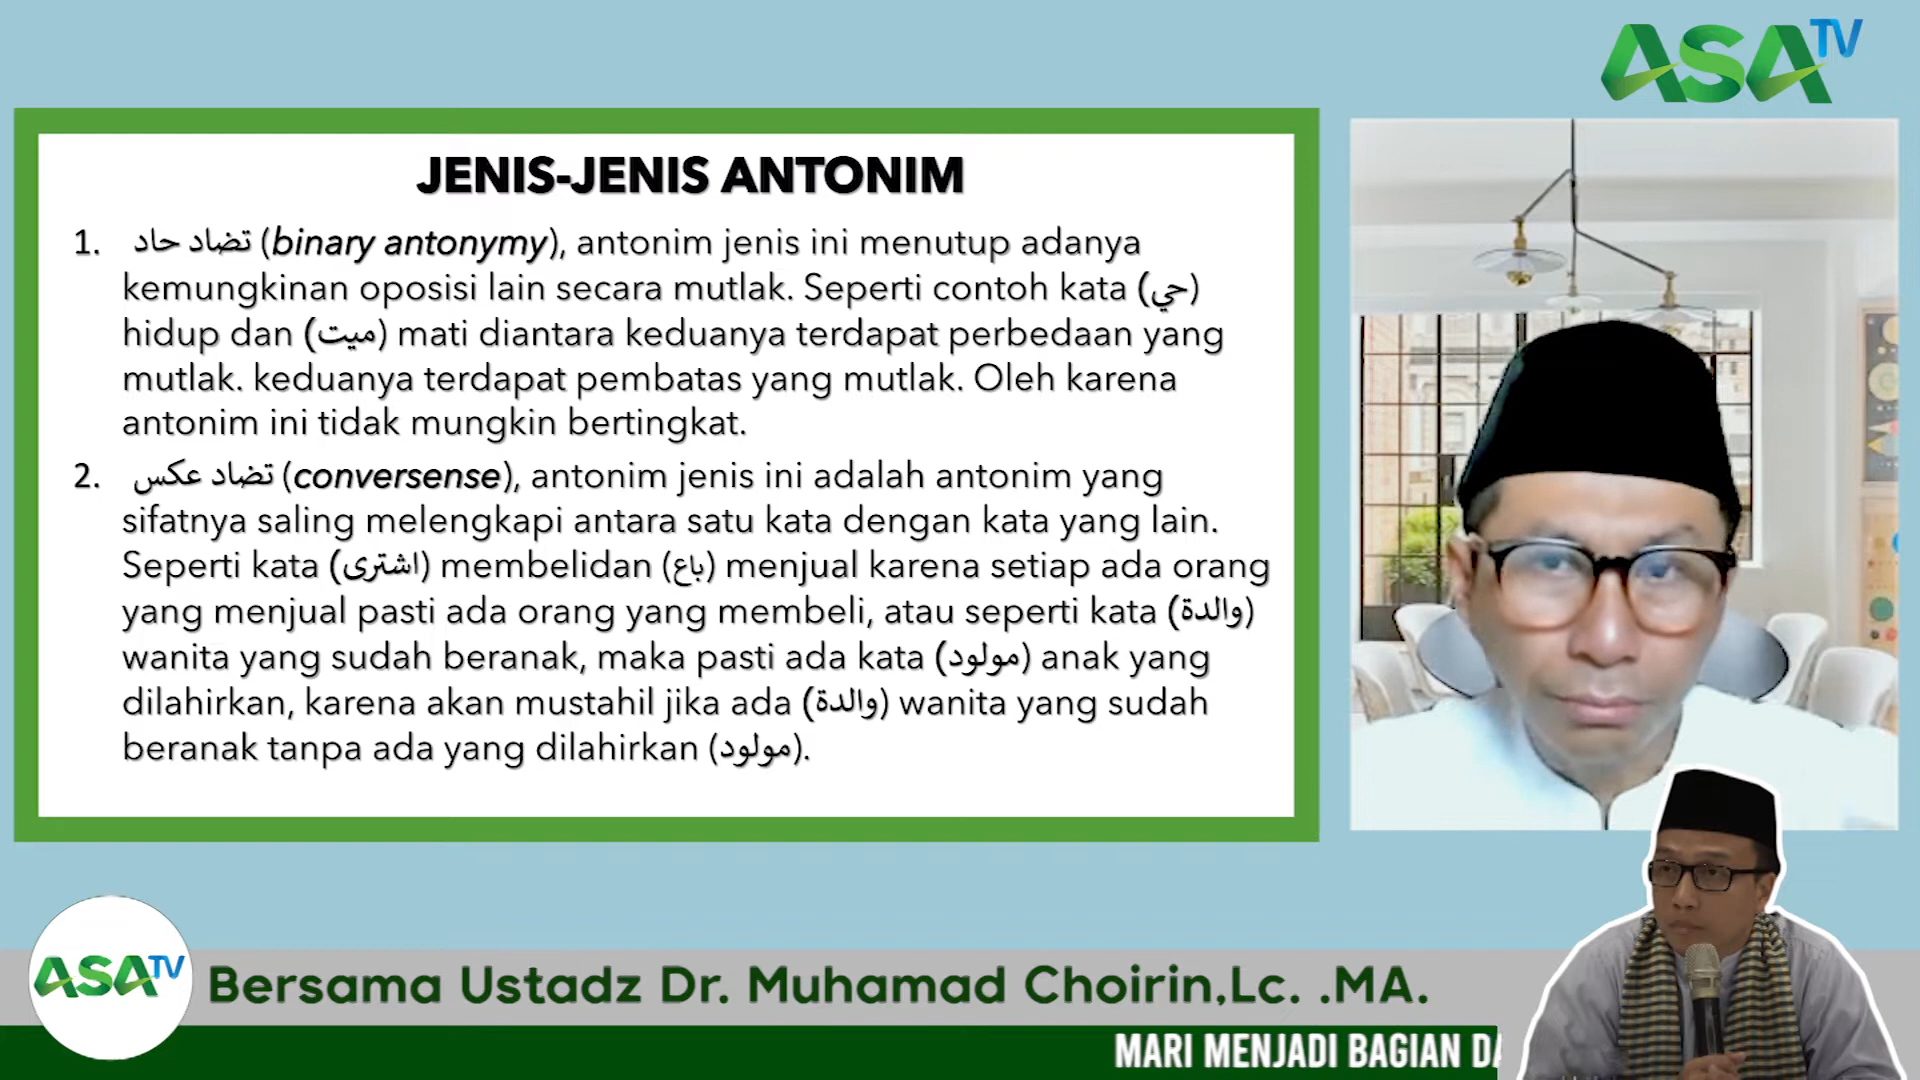 ASA TV
JENIS-JENIS ANTONIM
1. تضاد حاد (binary antonymy), antonim jenis ini menutup adanya
kemungkinan oposisi lain secara mutlak. Seperti contoh kata (حي)
hidup dan (ميت) mati diantara keduanya terdapat perbedaan yang
mutlak. keduanya terdapat pembatas yang mutlak. Oleh karena
antonim ini tidak mungkin bertingkat.
2. تضاد عكس (conversense), antonim jenis ini adalah antonim yang
sifatnya saling melengkapi antara satu kata dengan kata yang lain.
Seperti kata (اشترى) membelidan (باع) menjual karena setiap ada orang
yang menjual pasti ada orang yang membeli, atau seperti kata (والدة)
wanita yang sudah beranak, maka pasti ada kata (مولود) anak yang
dilahirkan, karena akan mustahil jika ada (والدة) wanita yang sudah
beranak tanpa ada yang dilahirkan (مولود).
ASA TV
Bersama Ustadz Dr. Muhamad Choirin,Lc. .MA.
MARI MENJADI BAGIAN DA